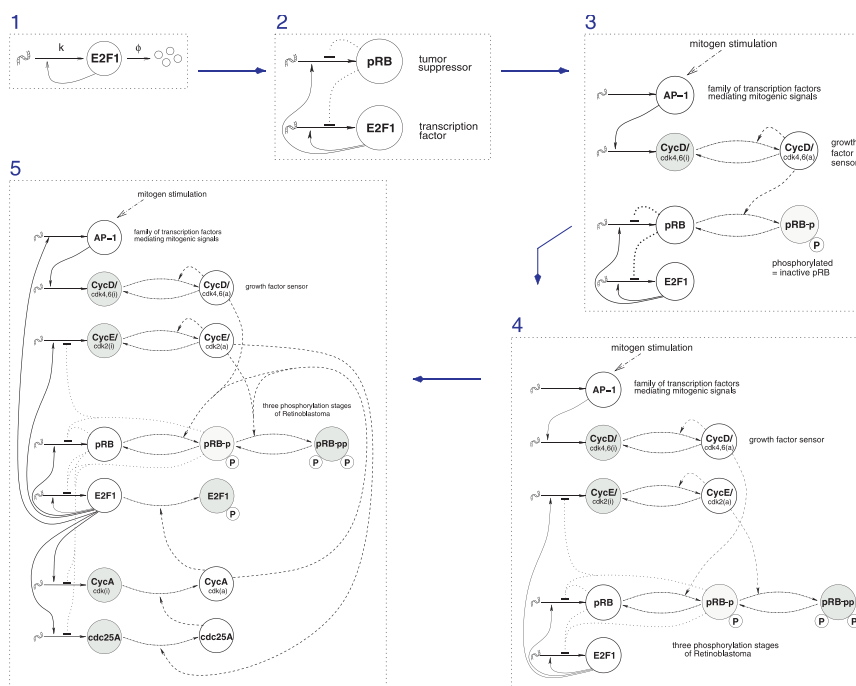 1
k
E2F1
ϕ
2
pRB
tumor
suppressor
E2F1
transcription
factor
3
mitogen stimulation
AP-1
family of transcription factors
mediating mitogenic signals
CycD/
cdk4,6(i)
CycD/
cdk4,6(a)
growth
factor
sensor
pRB
pRB-p
P
phosphorylated
= inactive pRB
E2F1
5
mitogen stimulation
AP-1
family of transcription factors
mediating mitogenic signals
CycD/
cdk4,6(i)
CycD/
cdk4,6(a)
growth factor sensor
CycE/
cdk2(i)
CycE/
cdk2(a)
three phosphorylation stages
of Retinoblastoma
pRB
pRB-p
P
pRB-pp
P
P
E2F1
E2F1
P
CycA
cdk(i)
CycA
cdk(a)
cdc25A
cdc25A
4
mitogen stimulation
AP-1
family of transcription factors
mediating mitogenic signals
CycD/
cdk4,6(i)
CycD/
cdk4,6(a)
growth factor sensor
CycE/
cdk2(i)
CycE/
cdk2(a)
pRB
pRB-p
P
pRB-pp
P
P
E2F1
three phosphorylation stages
of Retinoblastoma